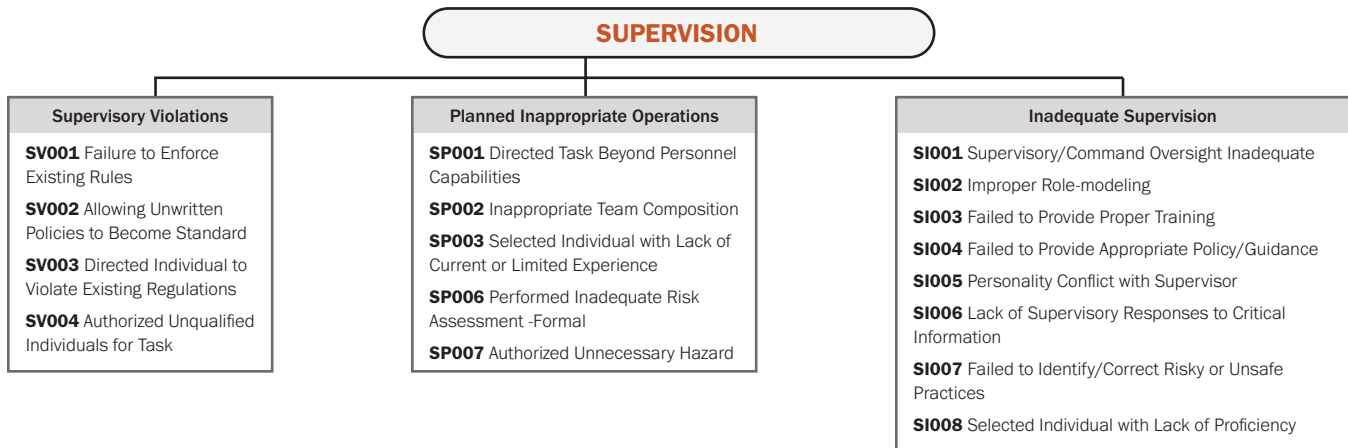 SUPERVISION
Supervisory Violations
SV001 Failure to Enforce
Existing Rules
SV002 Allowing Unwritten
Policies to Become Standard
SV003 Directed Individual to
Violate Existing Regulations
SV004 Authorized Unqualified
Individuals for Task
Planned Inappropriate Operations
SP001 Directed Task Beyond Personnel
Capabilities
SP002 Inappropriate Team Composition
SP003 Selected Individual with Lack of
Current or Limited Experience
SP006 Performed Inadequate Risk
Assessment -Formal
SP007 Authorized Unnecessary Hazard
Inadequate Supervision
SI001 Supervisory/Command Oversight Inadequate
SI002 Improper Role-modeling
SI003 Failed to Provide Proper Training
SI004 Failed to Provide Appropriate Policy/Guidance
SI005 Personality Conflict with Supervisor
SI006 Lack of Supervisory Responses to Critical
Information
SI007 Failed to Identify/Correct Risky or Unsafe
Practices
SI008 Selected Individual with Lack of Proficiency